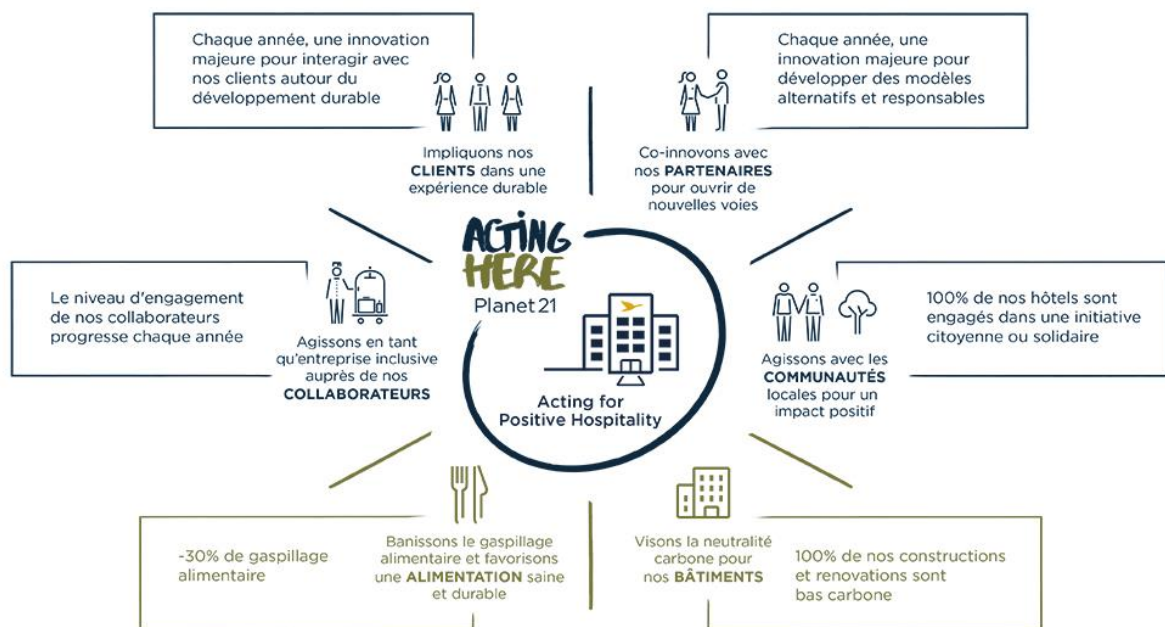 Chaque année, une innovation
majeure pour interagir avec
nos clients autour du
développement durable
Impliquons nos
CLIENTS dans une
expérience durable
Chaque année, une
innovation majeure pour
développer des modèles
alternatifs et responsables
Co-innovons avec
nos PARTENAIRES
pour ouvrir de
nouvelles voies
ACTING
HERE
Planet 21
Acting for
Positive Hospitality
Le niveau d'engagement
de nos collaborateurs
progresse chaque année
Agissons en tant
qu'entreprise inclusive
auprès de nos
COLLABORATEURS
100% de nos hôtels sont
engagés dans une initiative
citoyenne ou solidaire
Agissons avec les
COMMUNAUTÉS
locales pour un
impact positif
-30% de gaspillage
alimentaire
Banissons le gaspillage
alimentaire et favorisons
une ALIMENTATION saine
et durable
Visons la neutralité
carbone pour
nos BÂTIMENTS
100% de nos constructions
et renovations sont
bas carbone